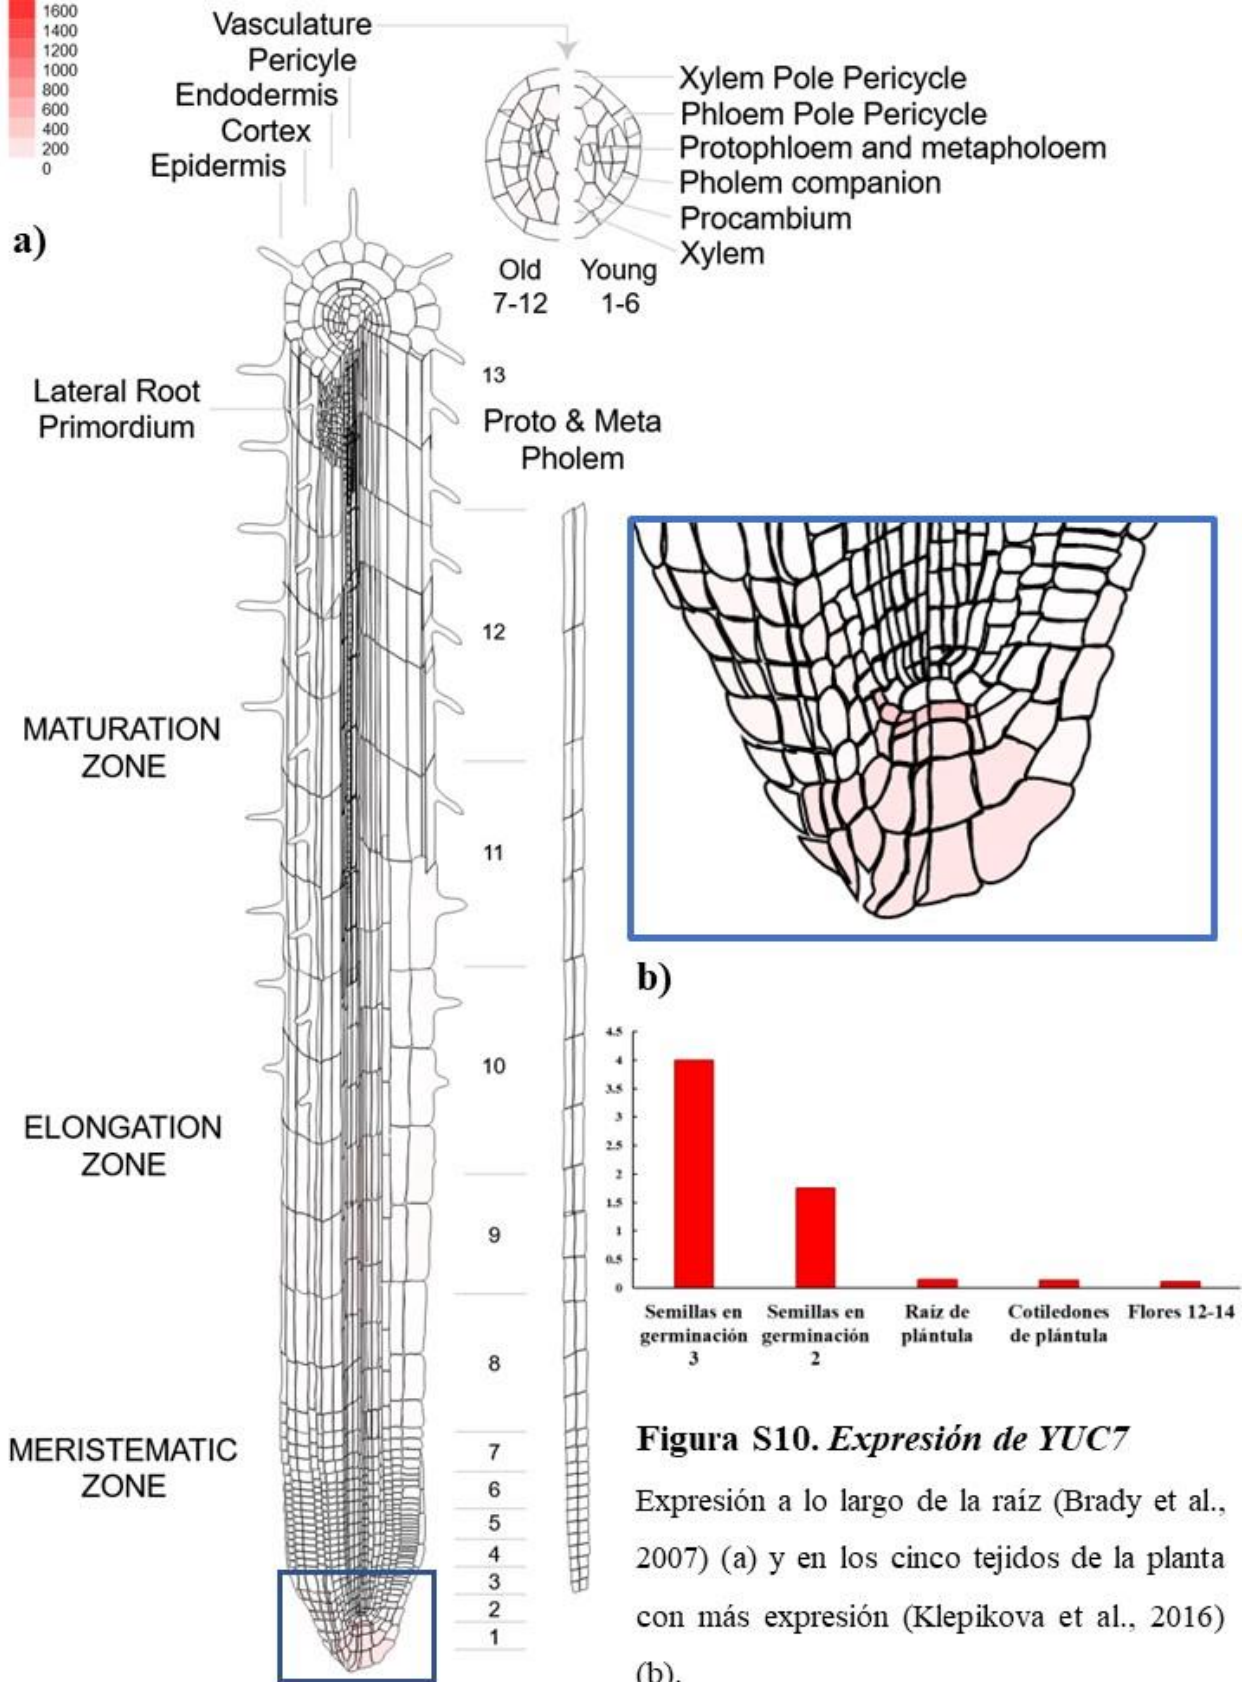 1600
1400
1200
1000
800
600
400
200
0
Vasculature
Pericyle
Endodermis
Cortex
Epidermis
Xylem Pole Pericycle
Phloem Pole Pericycle
Protophloem and metapholoem
Pholem companion
Procambium
Xylem
Old
7-12
Young
1-6
a)
Lateral Root
Primordium
13
Proto & Meta
Pholem
12
MATURATION
ZONE
11
10
ELONGATION
ZONE
9
8
MERISTEMATIC
ZONE
7
6
5
4
3
2
1
b)
4.5
4
3.5
3
2.5
2
1.5
1
0.5
0
Semillas en
germinación
3
Semillas en
germinación
2
Raíz de
plántula
Cotiledones
de plántula
Flores 12-14
Figura S10. Expresión de YUC7
Expresión a lo largo de la raíz (Brady et al.,
2007) (a) y en los cinco tejidos de la planta
con más expresión (Klepikova et al., 2016)
(b).